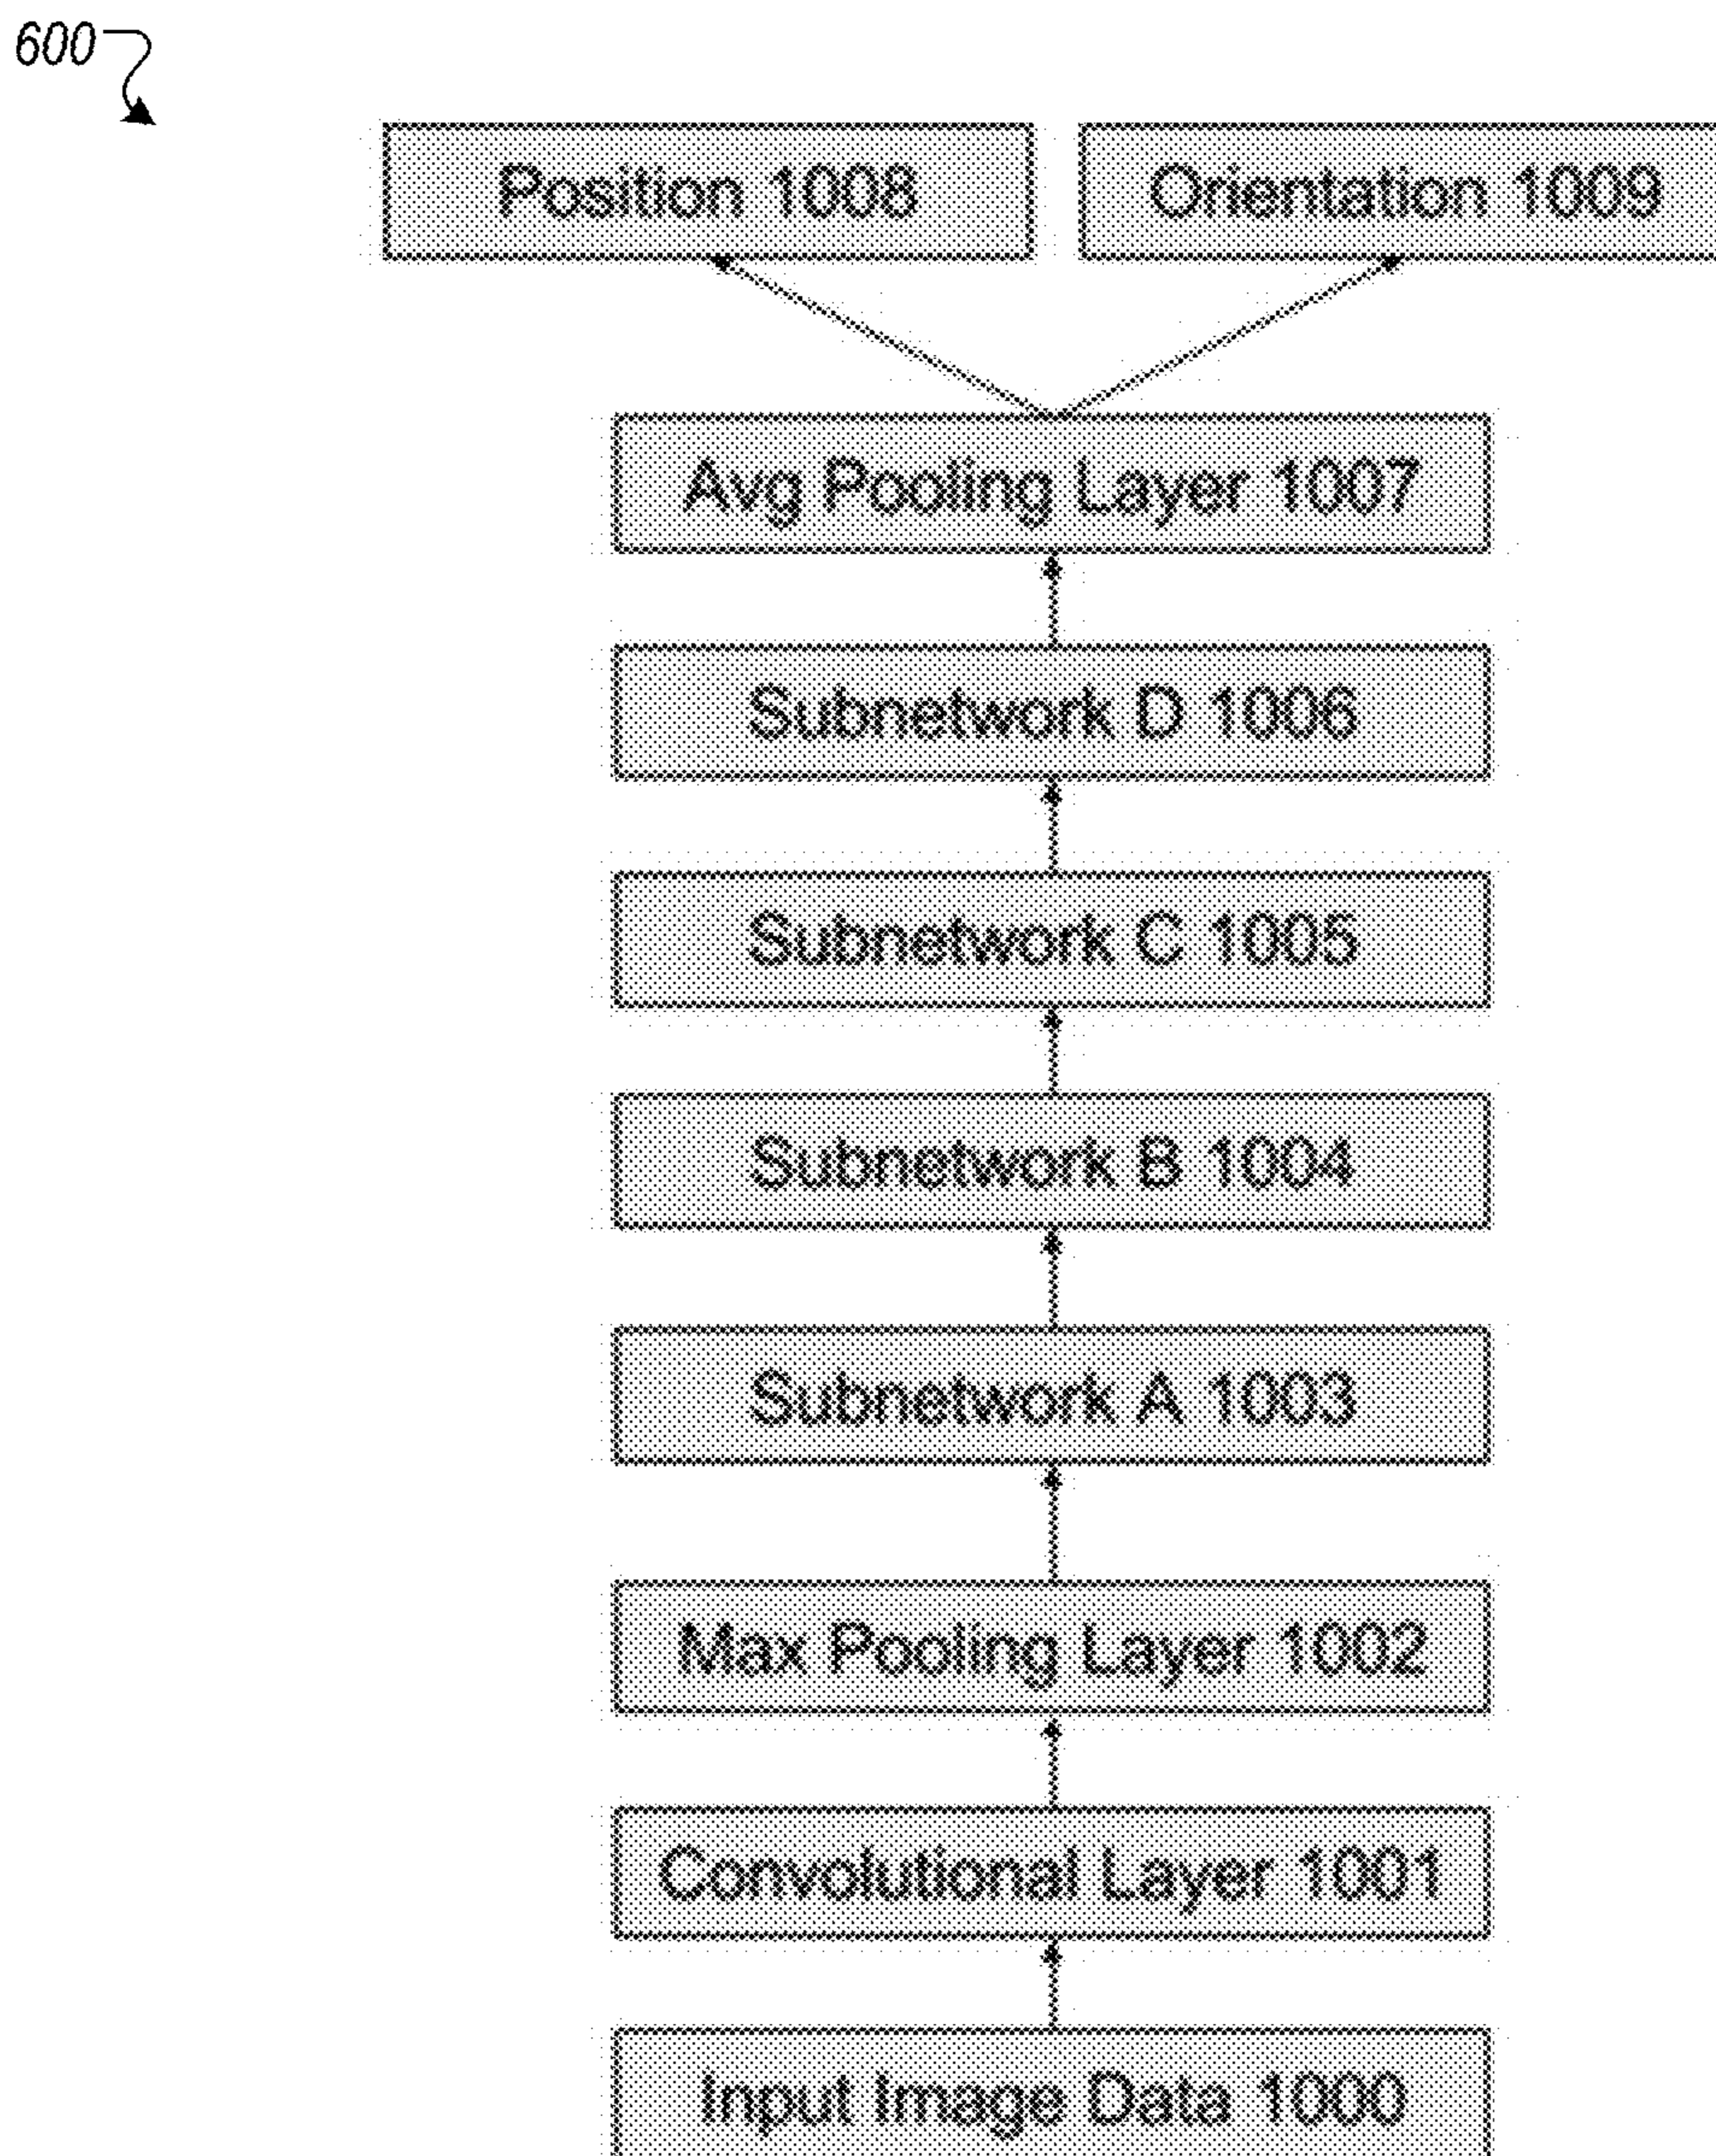 600
Position 1008
Orientation 1009
Avg Pooling Layer 1007
Subnetwork D 1006
Subnetwork C 1005
Subnetwork B 1004
Subnetwork A 1003
Max Pooling Layer 1002
Convolutional Layer 1001
Input Image Data 1000